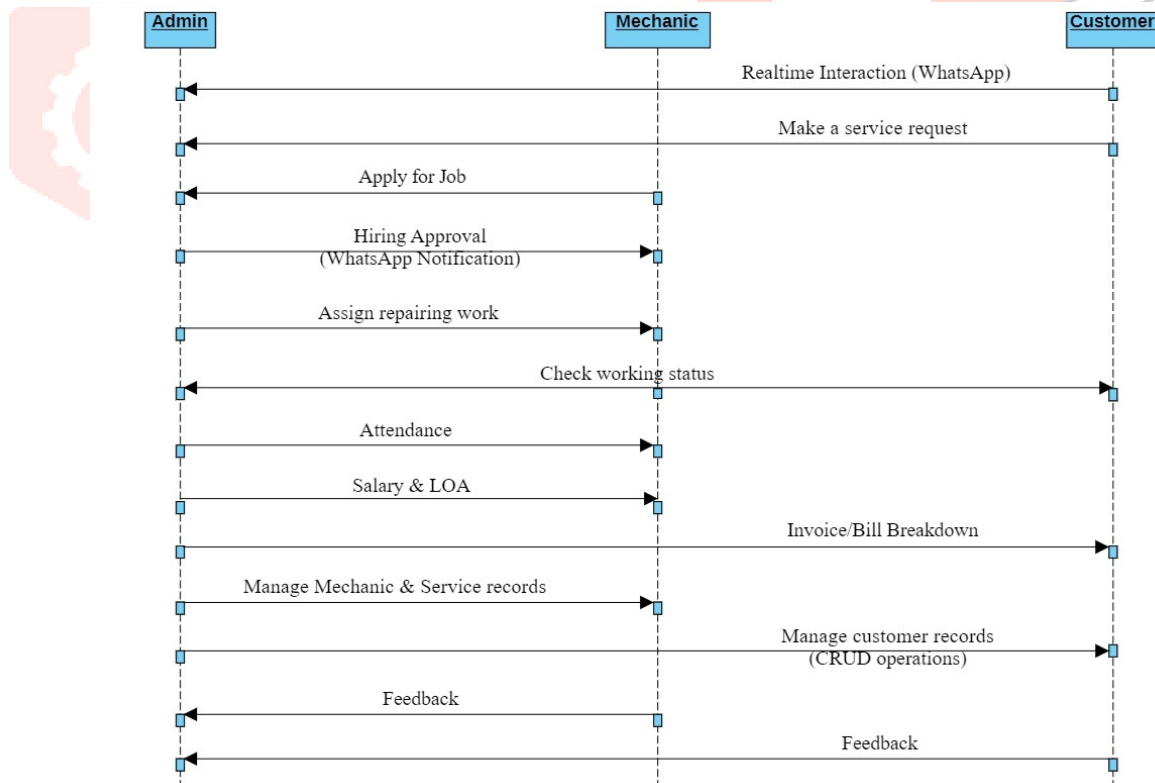 Admin
Mechanic
Customer
Realtime Interaction (WhatsApp)
Make a service request
Apply for Job
Hiring Approval
(WhatsApp Notification)
Assign repairing work
Check working status
Attendance
Salary & LOA
Invoice/Bill Breakdown
Manage Mechanic & Service records
Manage customer records
(CRUD operations)
Feedback
Feedback